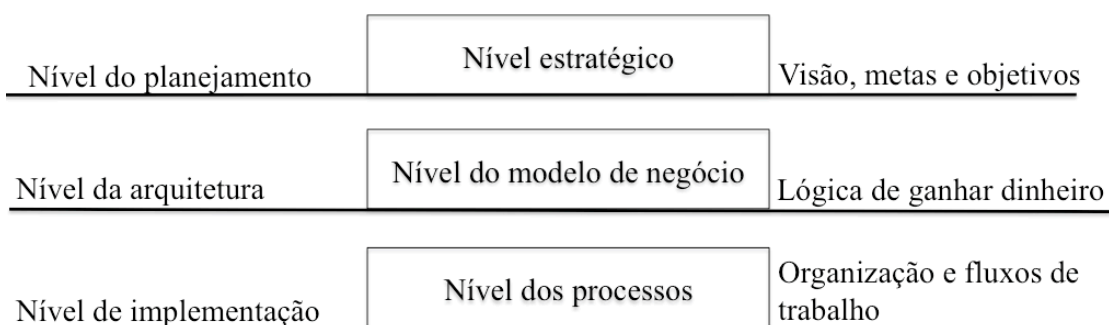 Nível do planejamento
Nível estratégico
Visão, metas e objetivos
Nível da arquitetura
Nível do modelo de negócio
Lógica de ganhar dinheiro
Nível de implementação
Nível dos processos
Organização e fluxos de
trabalho